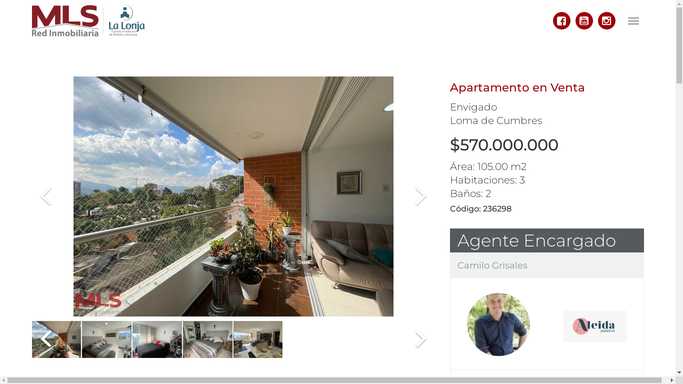 MLS
Red Inmobiliaria
La Lonja
Apartamento en Venta
Envigado
Loma de Cumbres
$570.000.000
Área: 105.00 m2
Habitaciones: 3
Baños: 2
Código: 236298
Agente Encargado
Camilo Grisales
MLS
Aleida